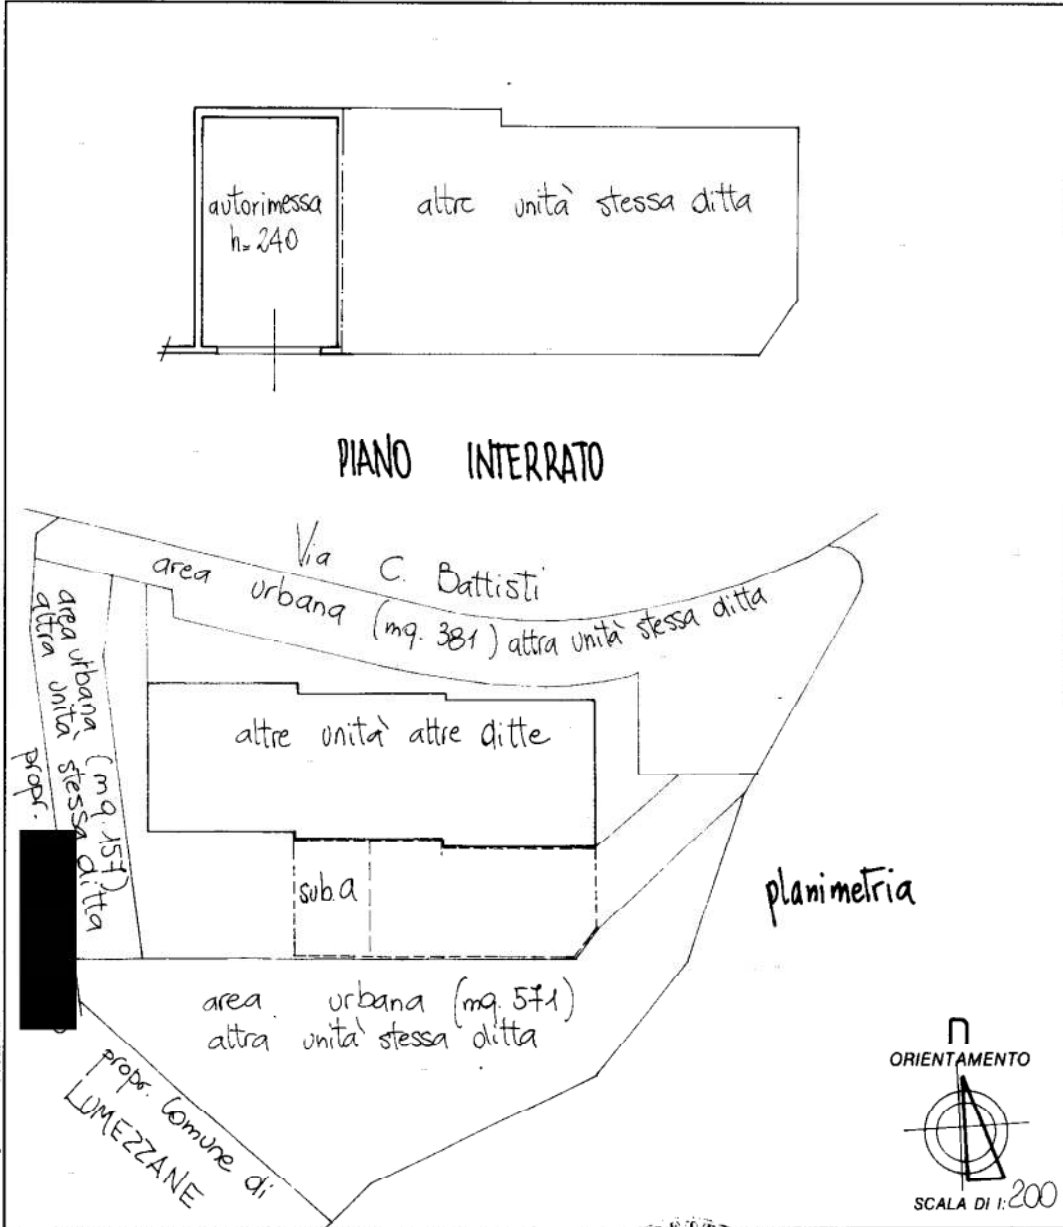 autorimessa
h=240
altre unità stessa ditta
PIANO INTERRATO
Via C. Battisti
area urbana (mq. 381) altra unità stessa ditta
area urbana (mq. 157)
altra unità stessa ditta
propr.
altre unità altre ditte
sub.a
planimetria
area urbana (mq. 571)
altra unità stessa ditta
propr. Comune di
LUMEZZANE
n
ORIENTAMENTO
SCALA DI 1:200